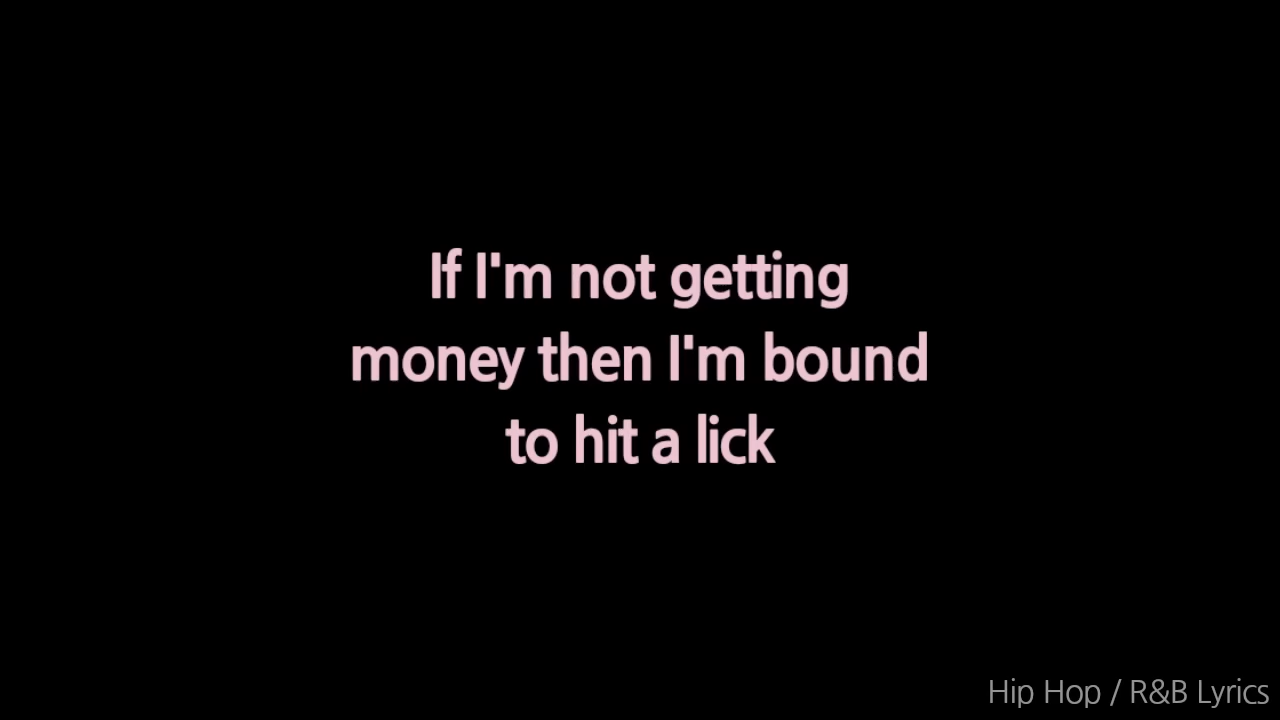 If I'm not getting
money then I'm bound
to hit a lick
Hip Hop / R&B Lyrics